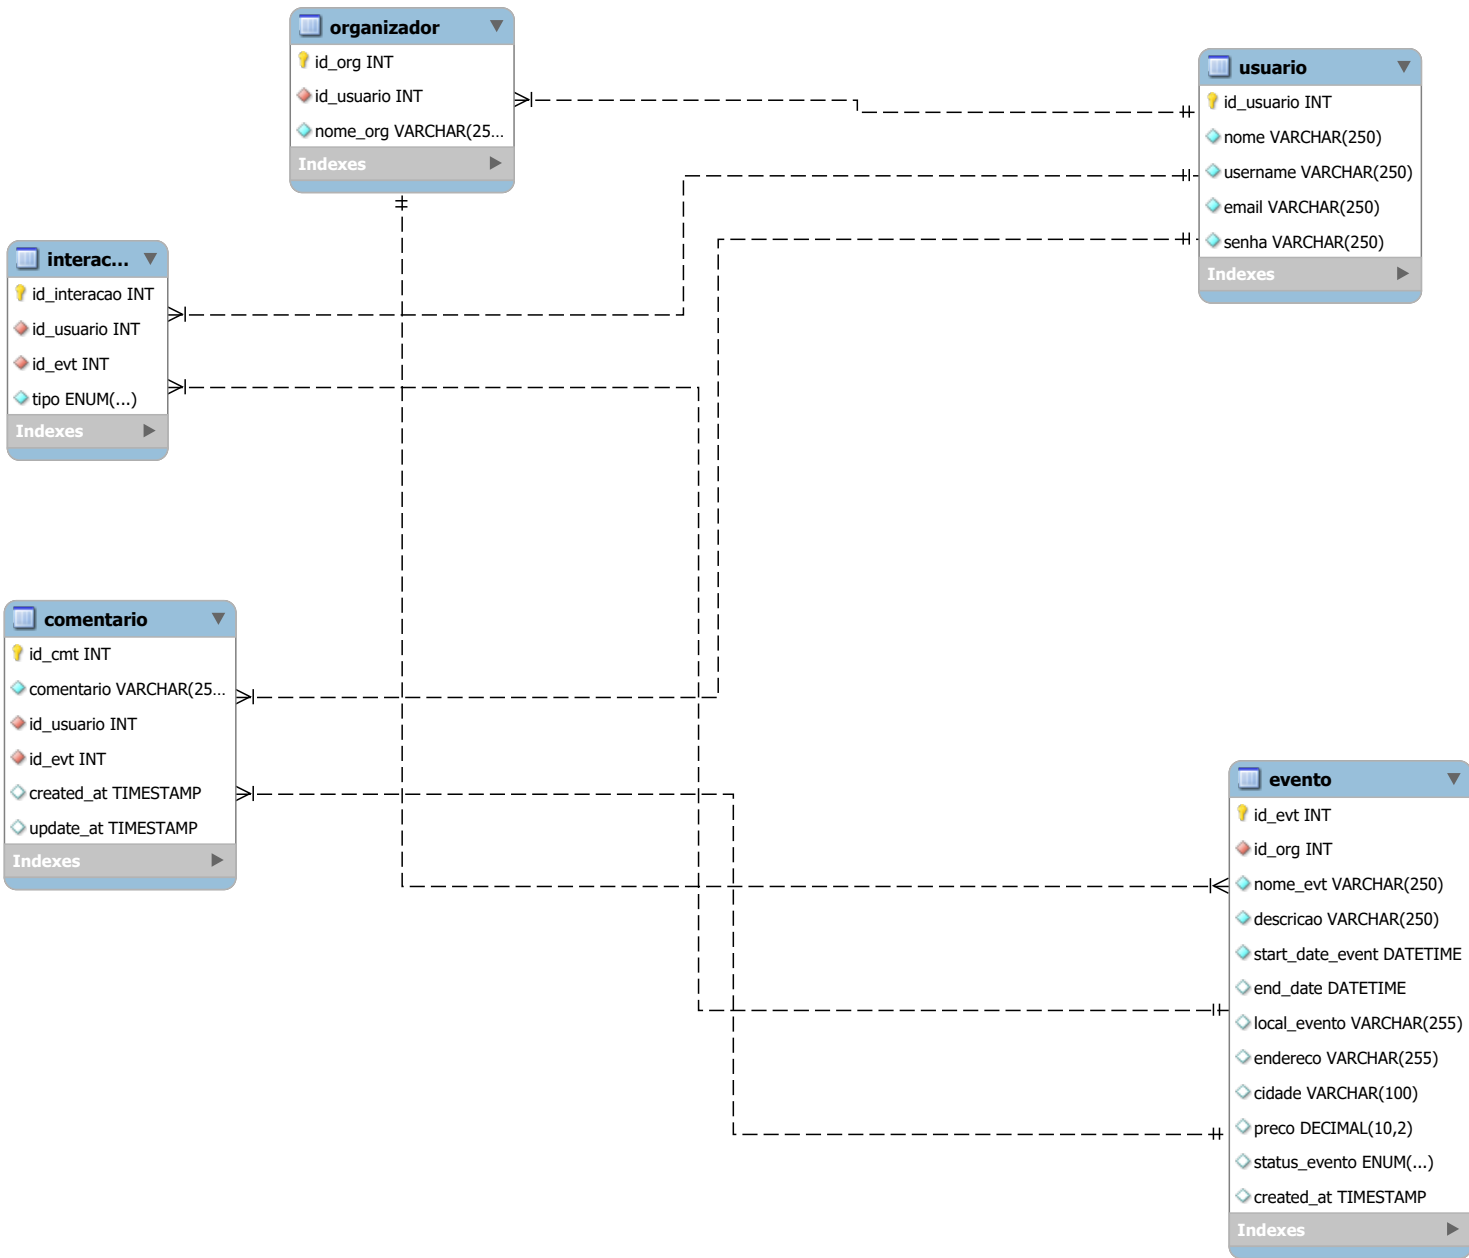 organizador
id_org INT
id_usuario INT
nome_org VARCHAR(25...
Indexes
usuario
id_usuario INT
nome VARCHAR(250)
username VARCHAR(250)
email VARCHAR(250)
senha VARCHAR(250)
Indexes
interac...
id_interacao INT
id_usuario INT
id_evt INT
tipo ENUM(...)
Indexes
comentario
id_cmt INT
comentario VARCHAR(25...
id_usuario INT
id_evt INT
created_at TIMESTAMP
update_at TIMESTAMP
Indexes
evento
id_evt INT
id_org INT
nome_evt VARCHAR(250)
descricao VARCHAR(250)
start_date_event DATETIME
end_date DATETIME
local_evento VARCHAR(255)
endereco VARCHAR(255)
cidade VARCHAR(100)
preco DECIMAL(10,2)
status_evento ENUM(...)
created_at TIMESTAMP
Indexes